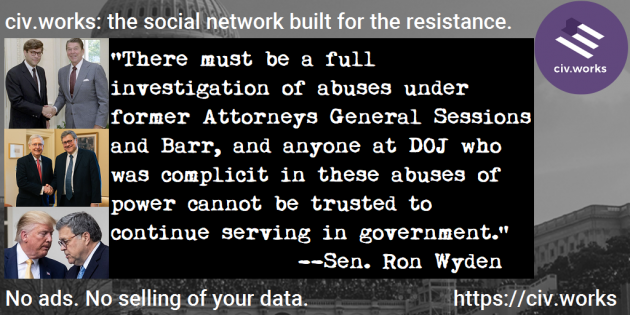 civ.works: the social network built for the resistance.
civ.works
"There must be a full
investigation of abuses under
former Attorneys General Sessions
and Barr, and anyone at DOJ who
was complicit in these abuses of
power cannot be trusted to
continue serving in government."
--Sen. Ron Wyden
No ads. No selling of your data.
https://civ.works